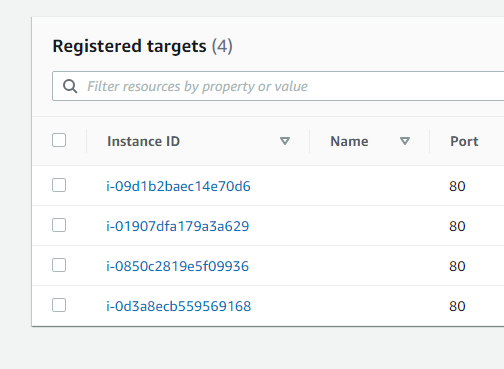 Registered targets (4)
Filter resources by property or value
Instance ID Name Port
i-09d1b2baec14e70d6 80
i-01907dfa179a3a629 80
i-0850c2819e5f09936 80
i-0d3a8ecb559569168 80